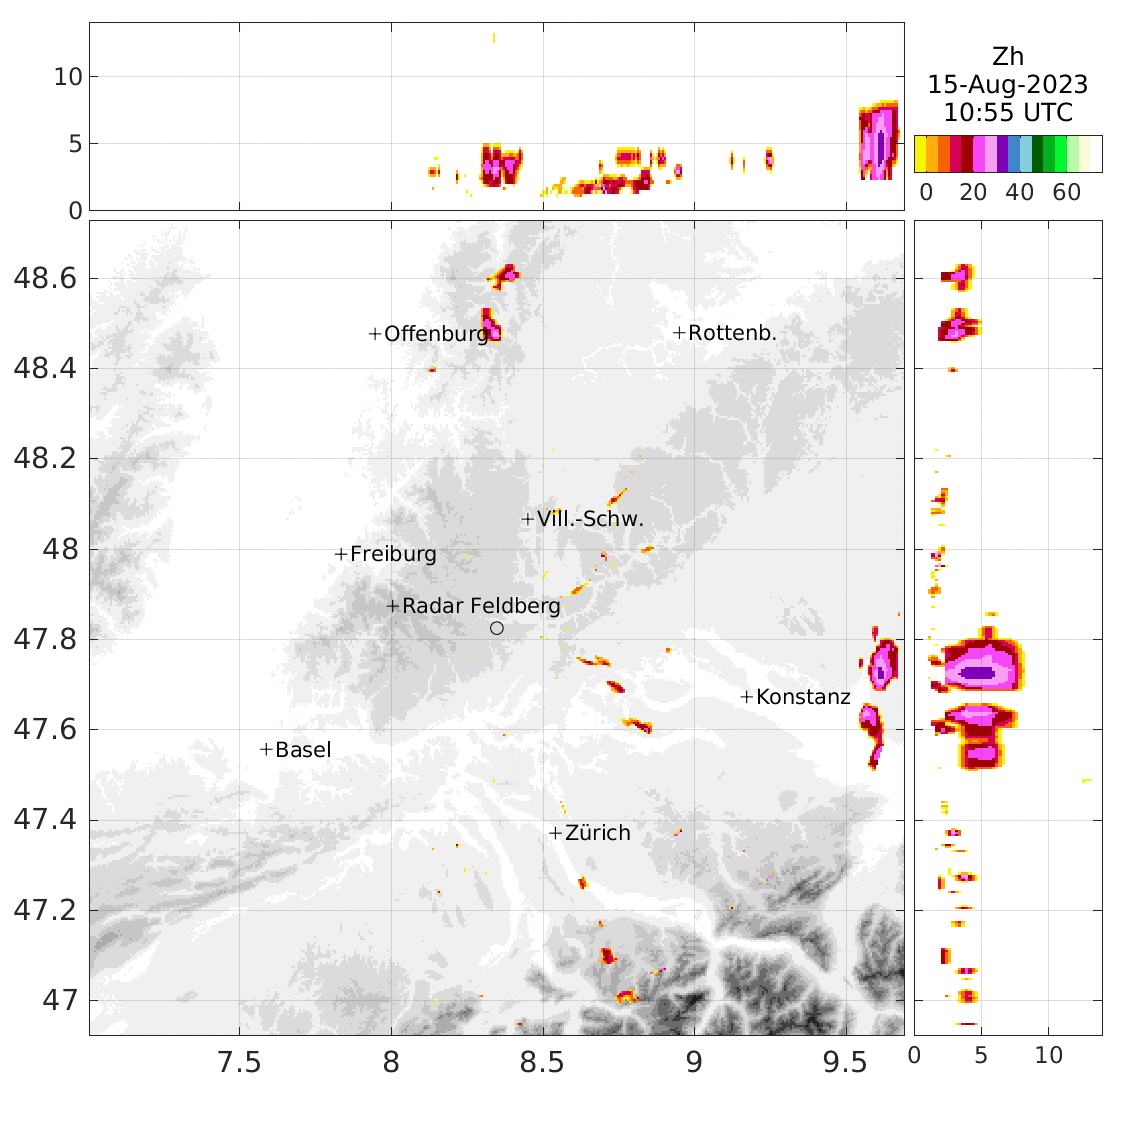 Zh
15-Aug-2023
10:55 UTC
0 20 40 60
10
5
0
48.6
48.4
48.2
48
47.8
47.6
47.4
47.2
47
Offenburg
Rottenb.
Vill.-Schw.
Freiburg
Radar Feldberg
Konstanz
Basel
Zürich
7.5 8 8.5 9 9.5
0 5 10